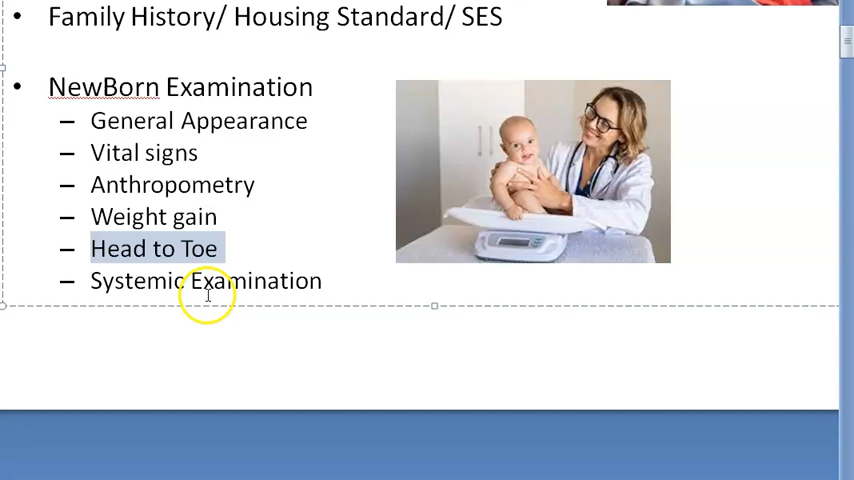 • Family History/ Housing Standard/ SES
• NewBorn Examination
– General Appearance
– Vital signs
– Anthropometry
– Weight gain
– Head to Toe
– Systemic Examination